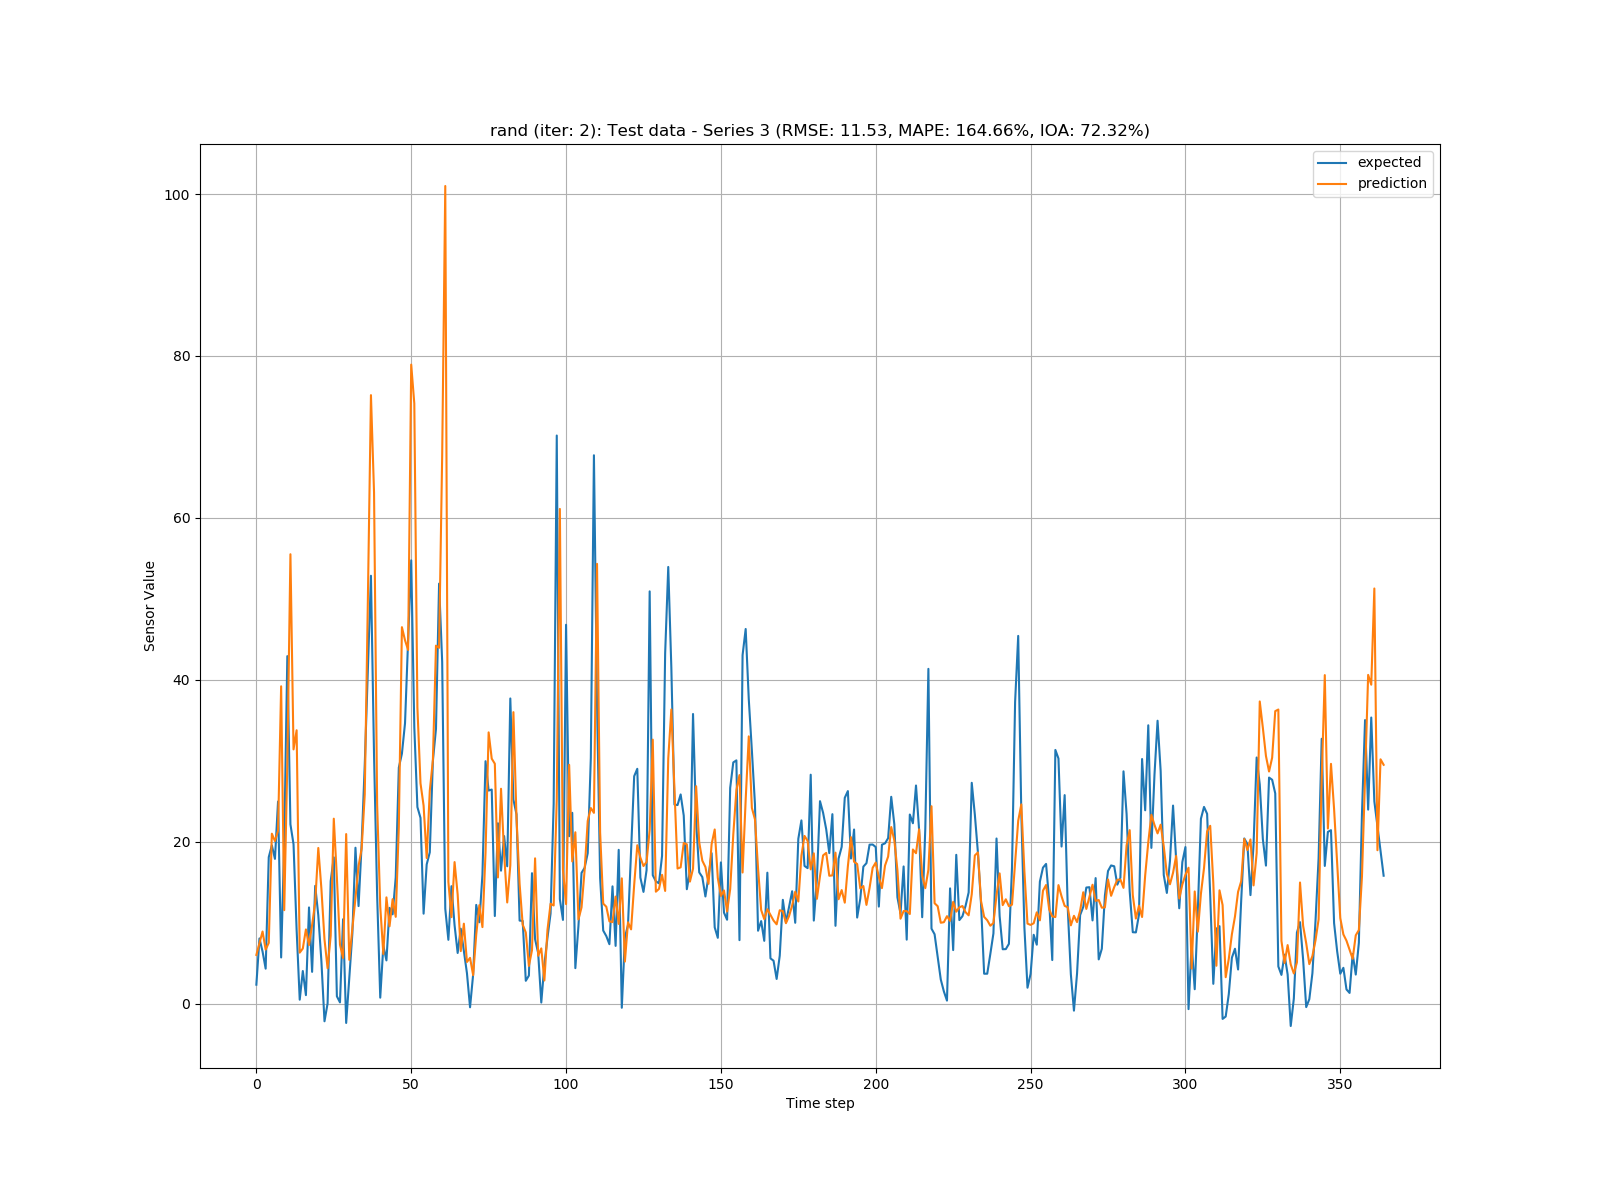 rand (iter: 2): Test data - Series 3 (RMSE: 11.53, MAPE: 164.66%, IOA: 72.32%)
expected
prediction
100
80
60
40
20
0
Sensor Value
0 50 100 150 200 250 300 350
Time step